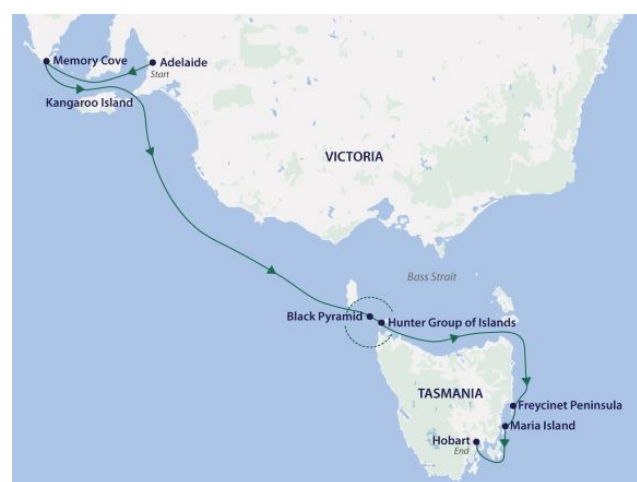 Memory Cove
Adelaide
Start
Kangaroo Island
VICTORIA
Bass Strait
Black Pyramid
Hunter Group of Islands
TASMANIA
Freycinet Peninsula
Maria Island
Hobart
End